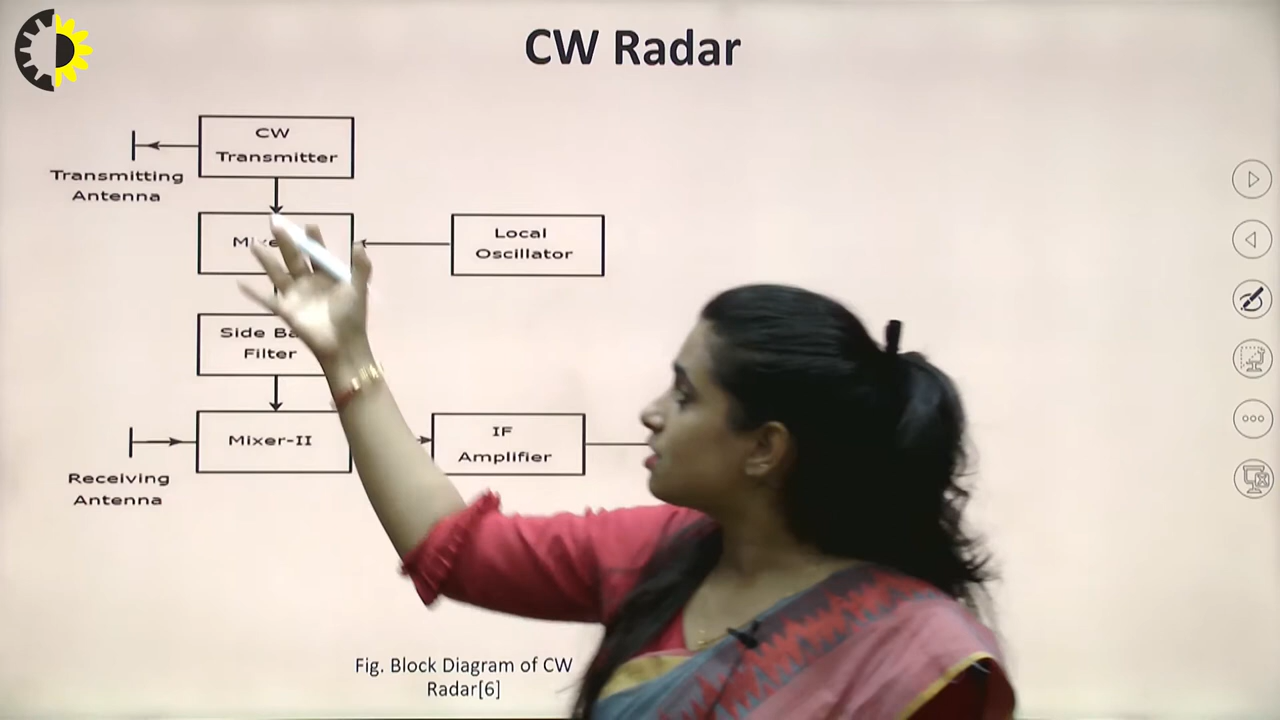 CW Radar
CW
Transmitter
Transmitting
Antenna
Local
Oscillator
Side
Filter
Mixer-II
Receiving
Antenna
IF
Amplifier
Fig. Block Diagram of CW
Radar[6]